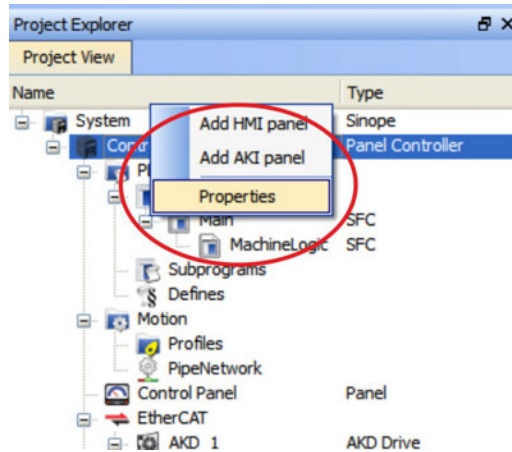 Project Explorer
Project View
Name Type
System Sinope
Contr Panel Controller
Add HMI panel
Add AKI panel
Properties
Main SFC
MachineLogic SFC
Subprograms
Defines
Motion
Profiles
PipeNetwork
Control Panel Panel
EtherCAT
AKD 1 AKD Drive